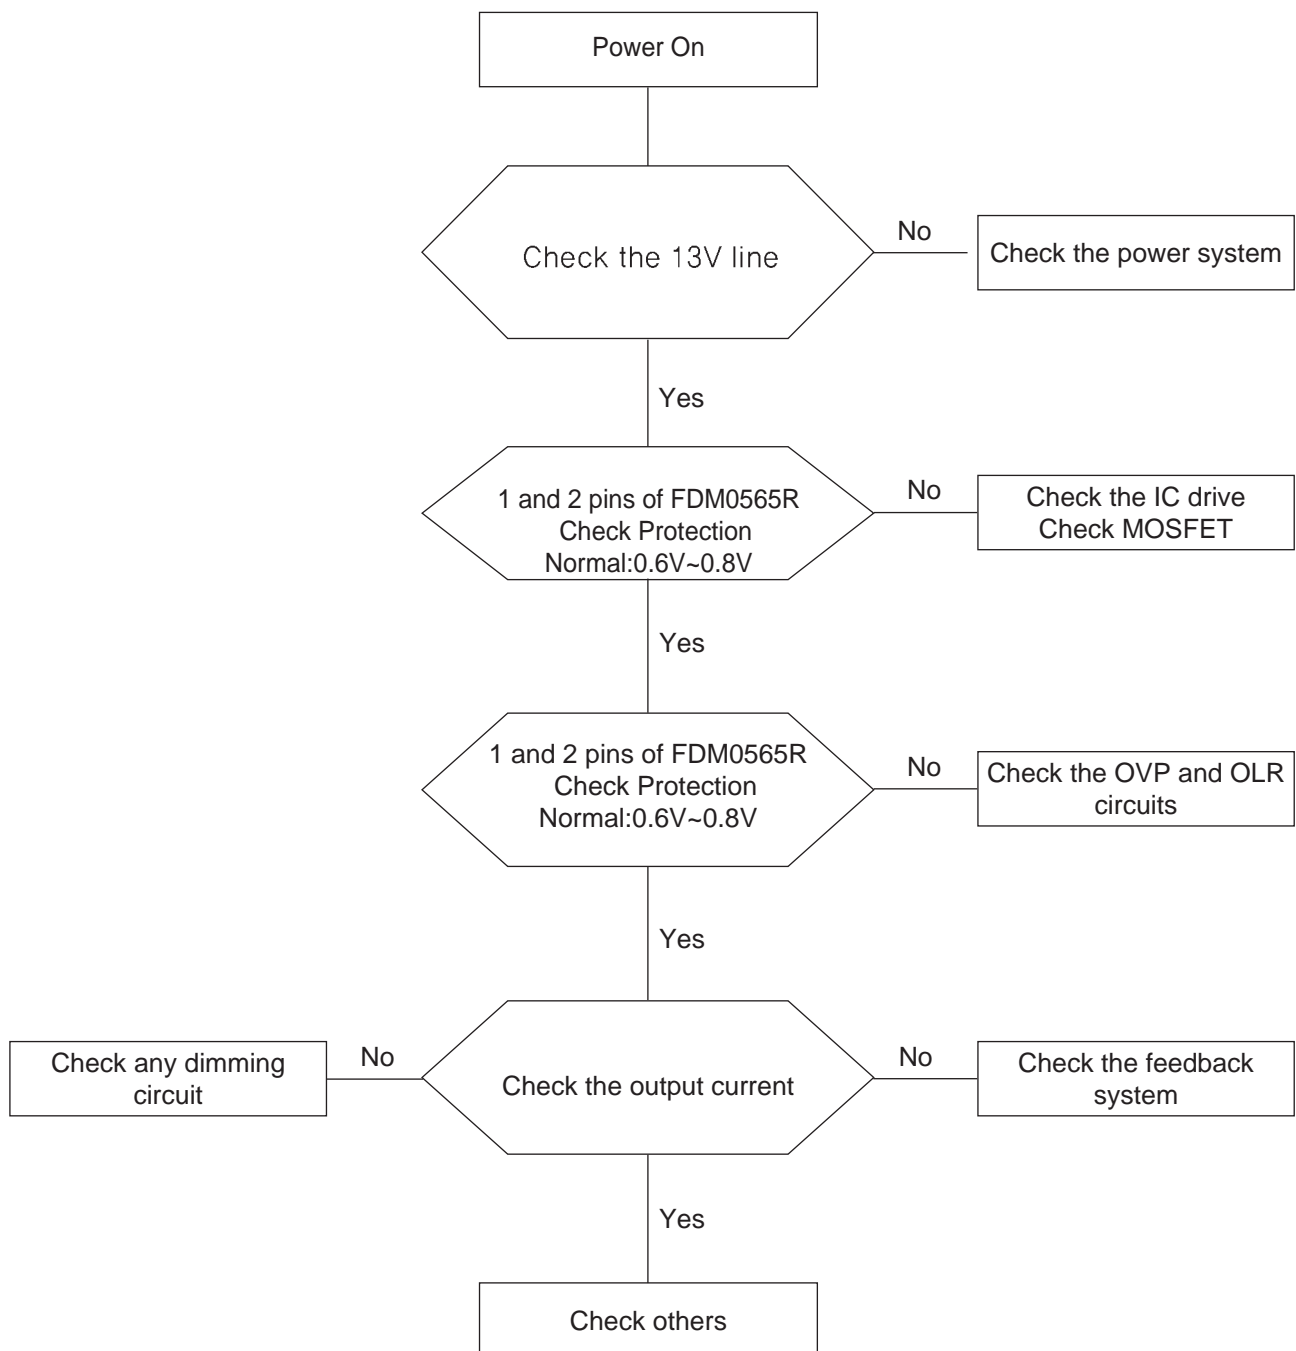 Power On
Check the 13V line
No
Check the power system
Yes
1 and 2 pins of FDM0565R
Check Protection
Normal:0.6V~0.8V
No
Check the IC drive
Check MOSFET
Yes
1 and 2 pins of FDM0565R
Check Protection
Normal:0.6V~0.8V
No
Check the OVP and OLR
circuits
Yes
Check any dimming
circuit
No
Check the output current
No
Check the feedback
system
Yes
Check others